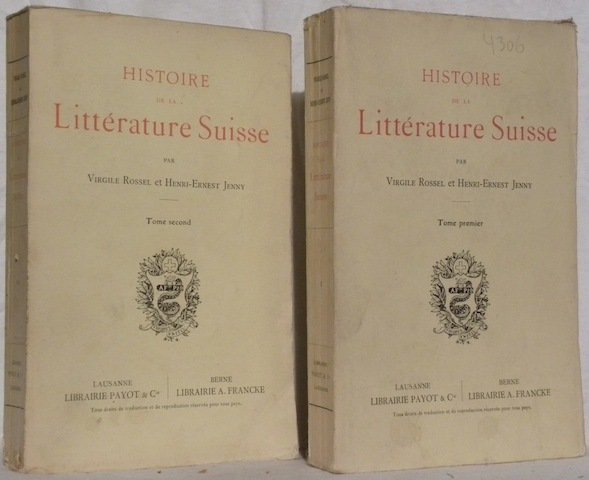 HISTOIRE
DE LA
Littérature Suisse
PAR
VIRGILE ROSSEL ET HENRI-ERNEST JENNY
Tome second
LAUSANNE
LIBRAIRIE PAYOT & Cie
BERNE
LIBRAIRIE A. FRANCKE
Tous droits de traduction et de reproduction réservés pour tous pays.
4306
HISTOIRE
DE LA
Littérature Suisse
PAR
VIRGILE ROSSEL ET HENRI-ERNEST JENNY
Tome premier
LAUSANNE
LIBRAIRIE PAYOT & Cie
BERNE
LIBRAIRIE A. FRANCKE
Tous droits de traduction et de reproduction réservés pour tous pays.